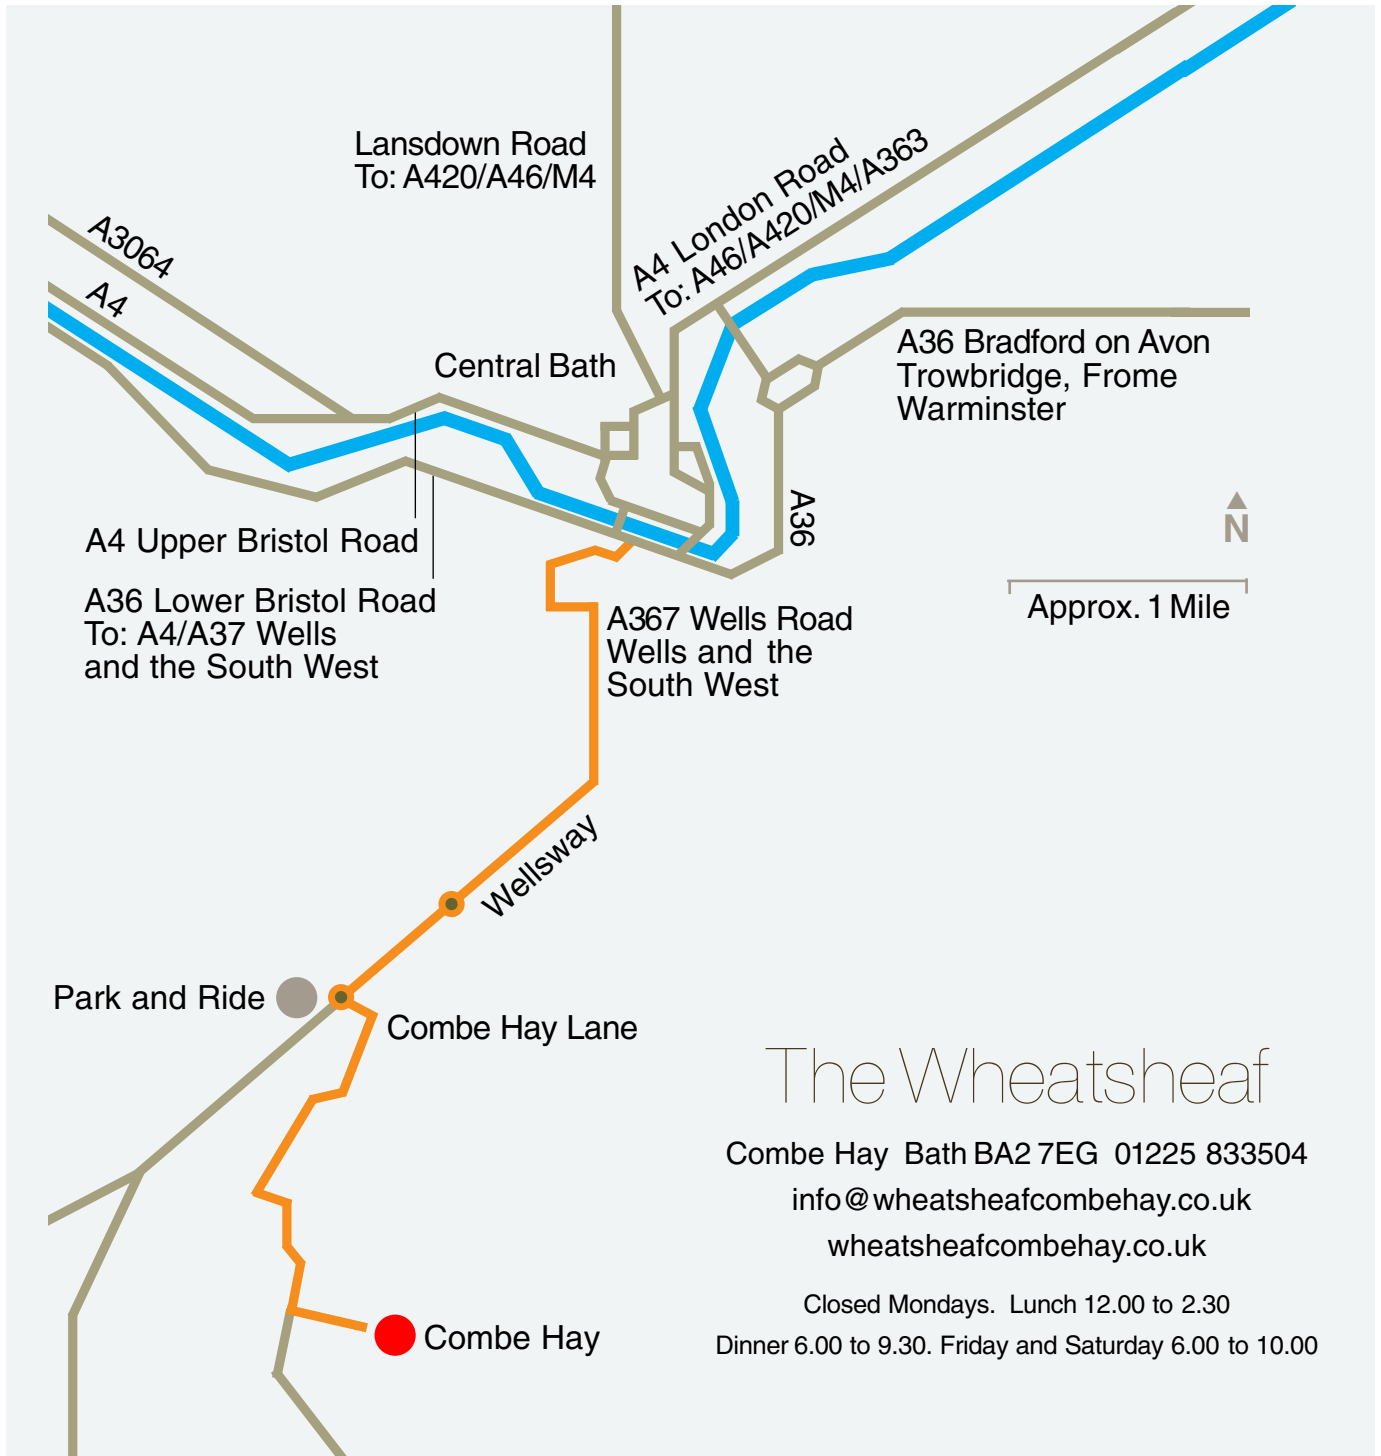 Lansdown Road
To: A420/A46/M4
A4 London Road
To: A46/A420/M4/A363
A3064
A4
Central Bath
A36 Bradford on Avon
Trowbridge, Frome
Warminster
A36
N
A4 Upper Bristol Road
A36 Lower Bristol Road
To: A4/A37 Wells
and the South West
Approx. 1 Mile
A367 Wells Road
Wells and the
South West
Wellsway
Park and Ride
Combe Hay Lane
The Wheatsheaf
Combe Hay Bath BA2 7EG 01225 833504
info@wheatsheafcombehay.co.uk
wheatsheafcombehay.co.uk
Closed Mondays. Lunch 12.00 to 2.30
Dinner 6.00 to 9.30. Friday and Saturday 6.00 to 10.00
Combe Hay